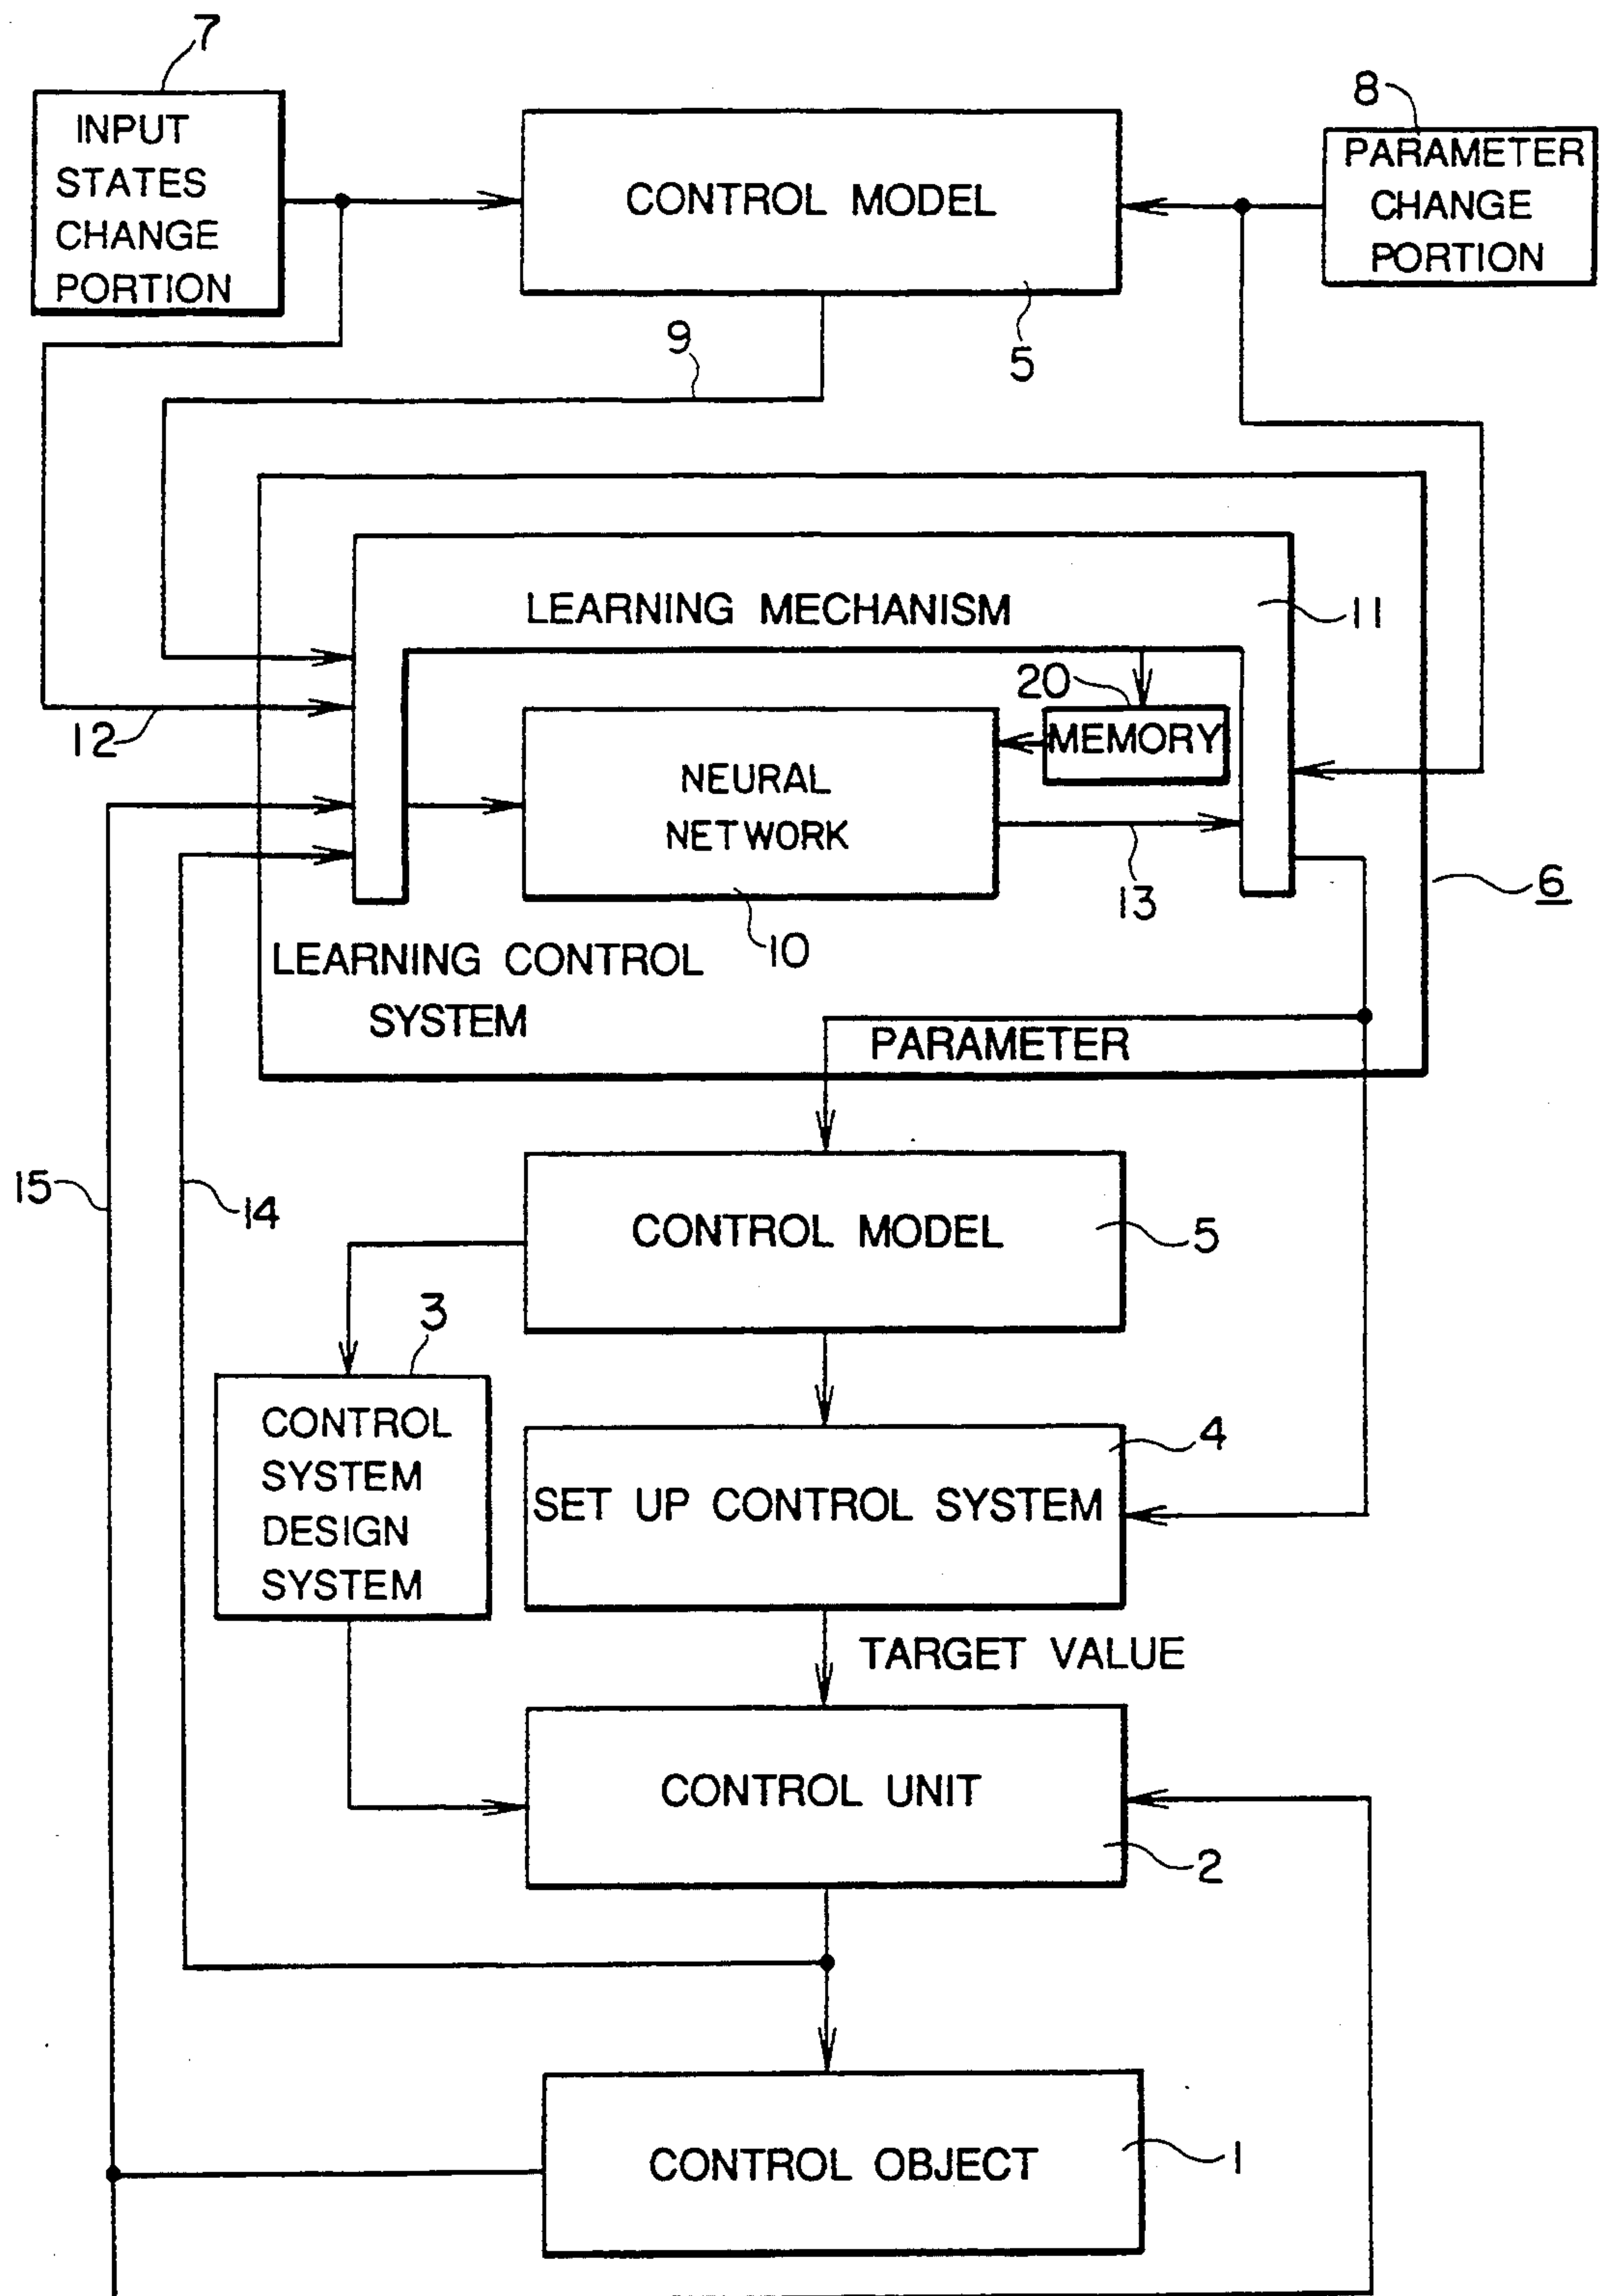 7
INPUT
STATES
CHANGE
PORTION
CONTROL MODEL
8
PARAMETER
CHANGE
PORTION
5
9
LEARNING MECHANISM
11
20
MEMORY
12
NEURAL
NETWORK
13
6
10
LEARNING CONTROL
SYSTEM
PARAMETER
15
14
CONTROL MODEL
5
3
CONTROL
SYSTEM
DESIGN
SYSTEM
4
SET UP CONTROL SYSTEM
TARGET VALUE
CONTROL UNIT
2
CONTROL OBJECT
1